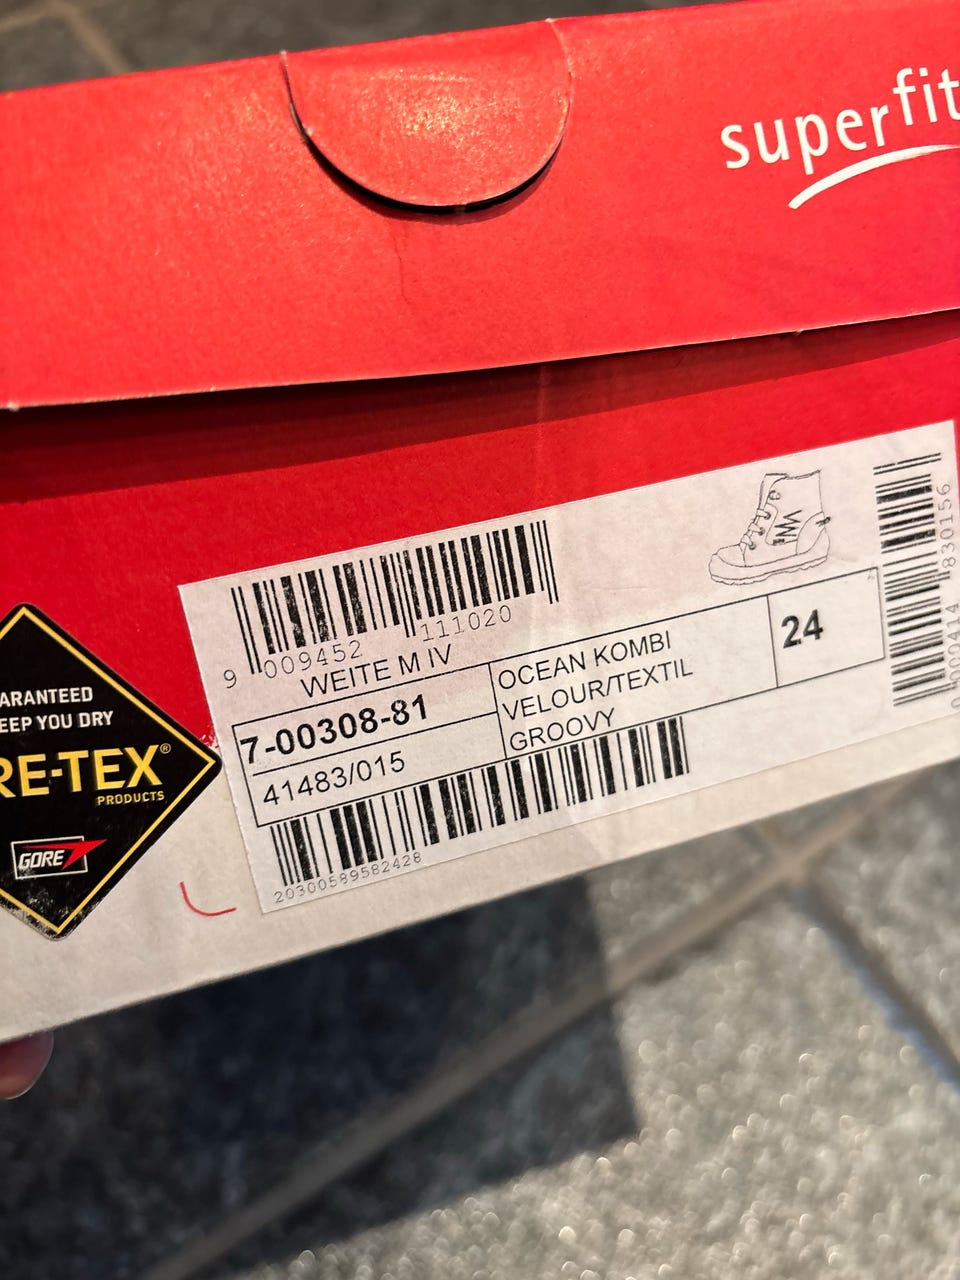 superfit
9 009452 111020
WEITE M IV
7-00308-81
41483/015
OCEAN KOMBI
VELOUR/TEXTIL
GROOVY
24
20300589582428
830156
ARANTEED
EEP YOU DRY
RE-TEX®
PRODUCTS
GORE